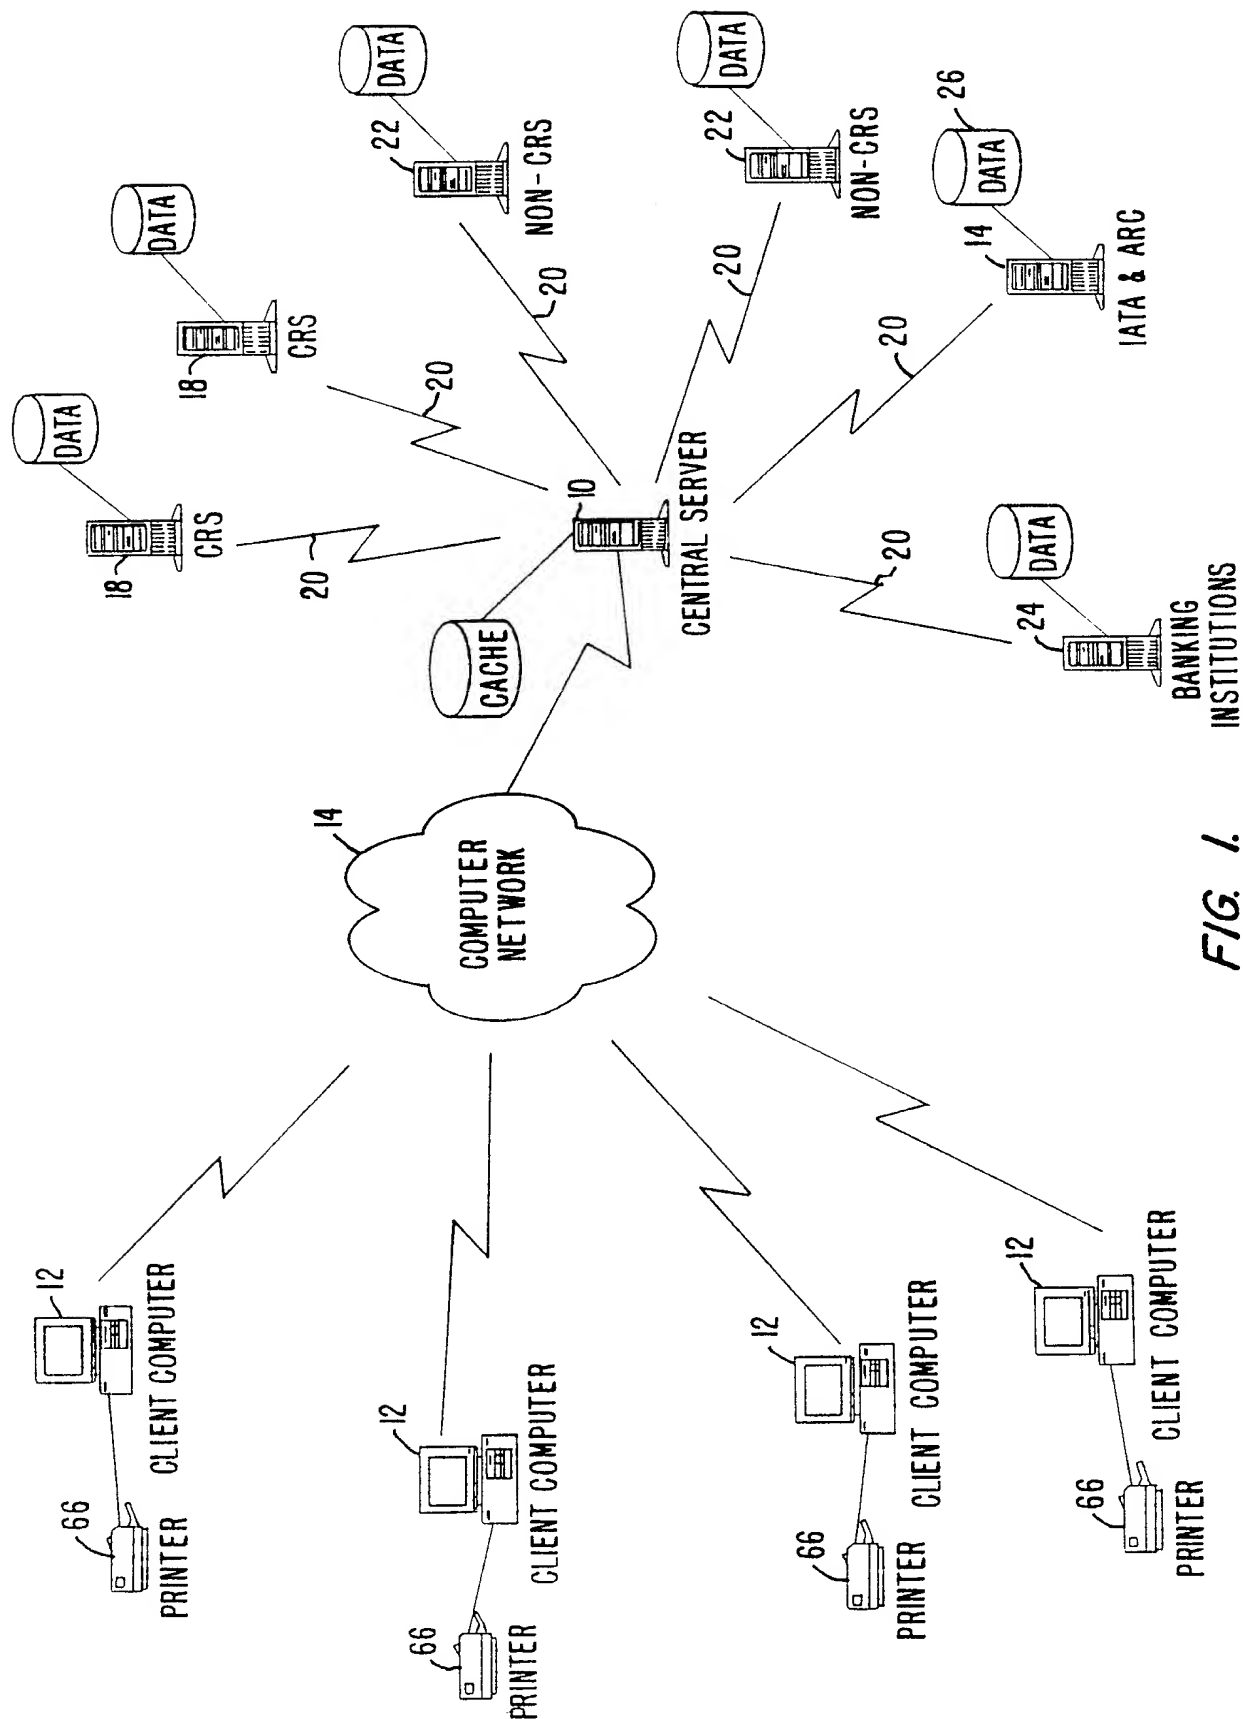 66
PRINTER
12
CLIENT COMPUTER
66
PRINTER
12
CLIENT COMPUTER
66
PRINTER
12
CLIENT COMPUTER
66
PRINTER
12
CLIENT COMPUTER
14
COMPUTER
NETWORK
CACHE
10
CENTRAL SERVER
20
18
CRS
DATA
20
18
CRS
DATA
20
22
NON-CRS
DATA
20
22
NON-CRS
DATA
20
14
IATA & ARC
DATA
26
20
24
BANKING
INSTITUTIONS
DATA
FIG. 1.